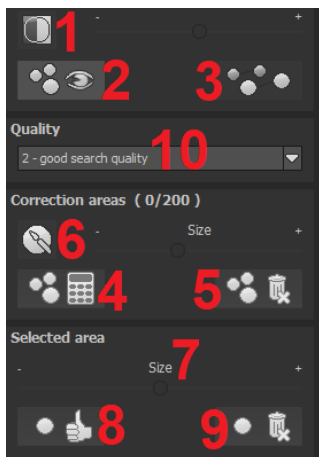 - +
1
2 3
Quality
10
2 - good search quality
Correction areas ( 0/200 )
6 - Size +
4 5
Selected area
7
- Size +
8 9